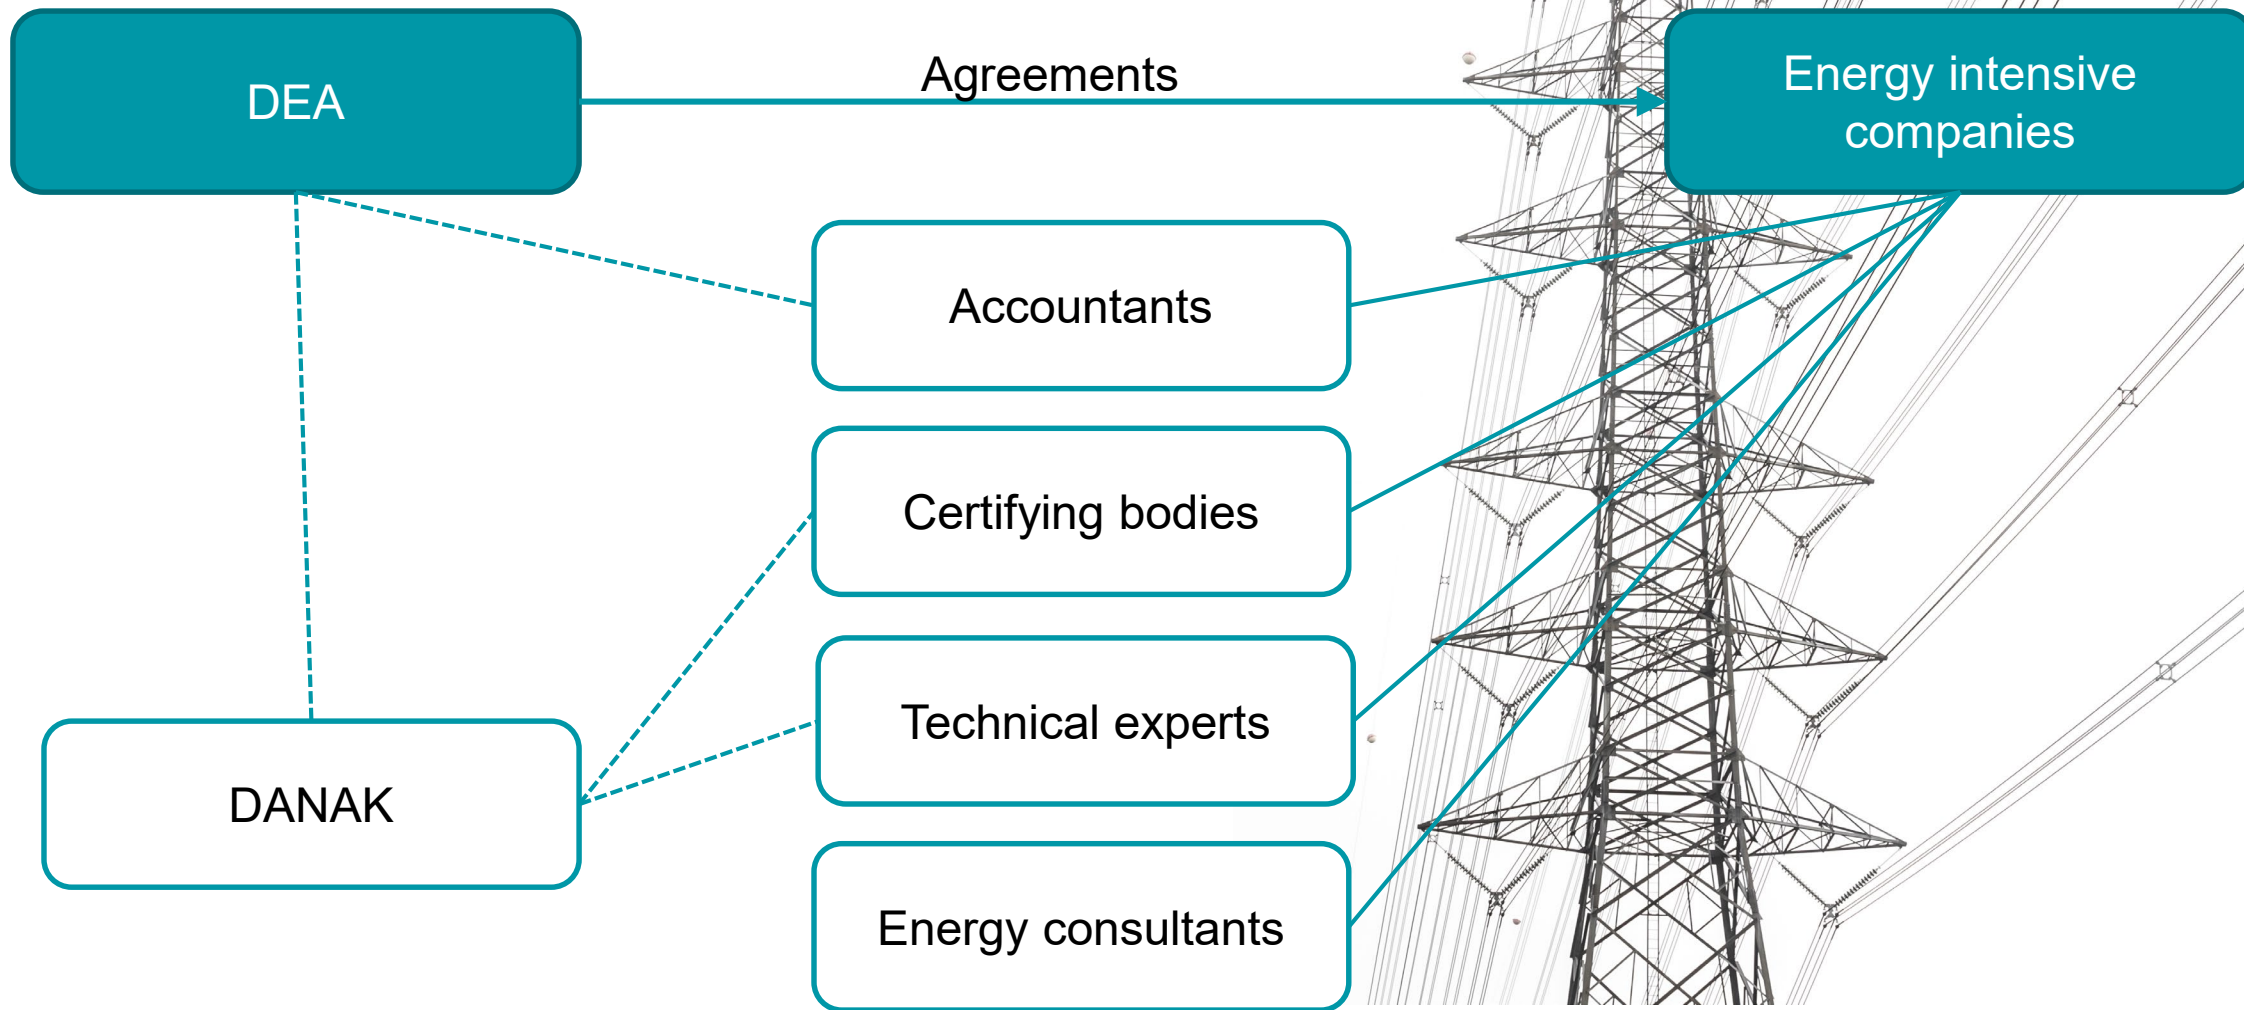 DEA
Agreements
Energy intensive
companies
Accountants
Certifying bodies
Technical experts
DANAK
Energy consultants